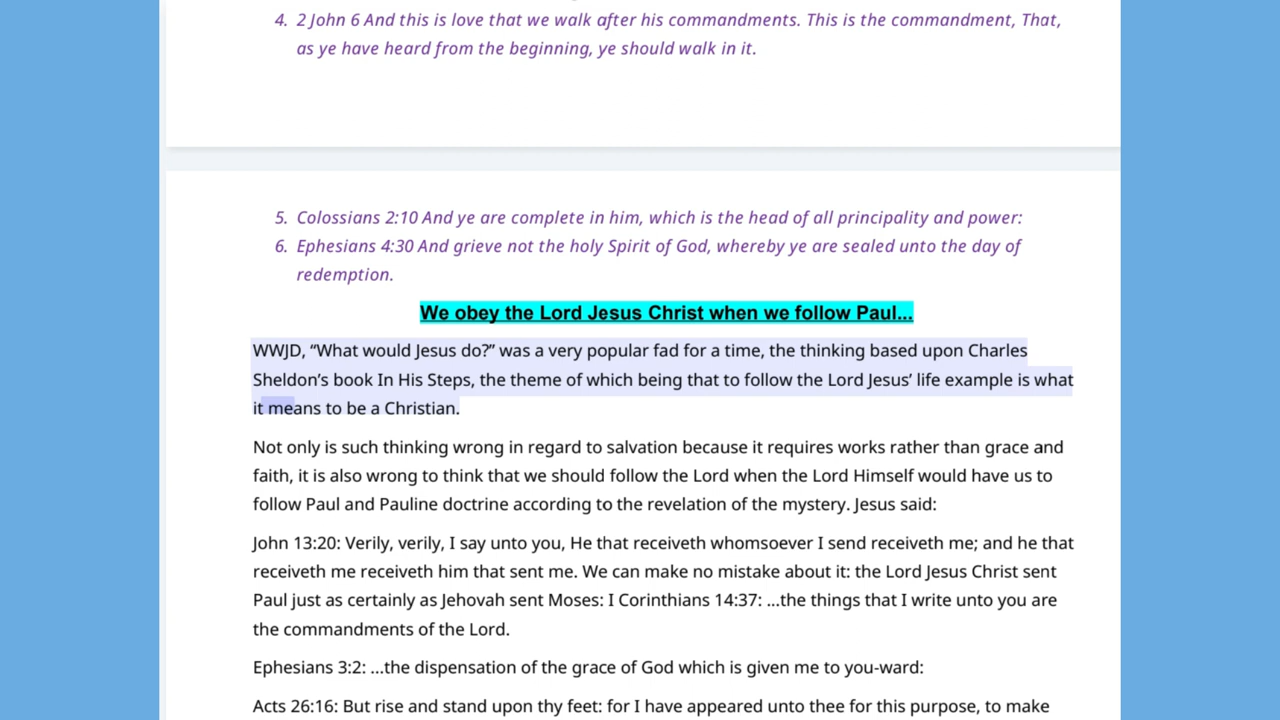 4. 2 John 6 And this is love that we walk after his commandments. This is the commandment, That,
as ye have heard from the beginning, ye should walk in it.
5. Colossians 2:10 And ye are complete in him, which is the head of all principality and power:
6. Ephesians 4:30 And grieve not the holy Spirit of God, whereby ye are sealed unto the day of
redemption.
We obey the Lord Jesus Christ when we follow Paul...
WWJD, “What would Jesus do?” was a very popular fad for a time, the thinking based upon Charles
Sheldon’s book In His Steps, the theme of which being that to follow the Lord Jesus’ life example is what
it means to be a Christian.
Not only is such thinking wrong in regard to salvation because it requires works rather than grace and
faith, it is also wrong to think that we should follow the Lord when the Lord Himself would have us to
follow Paul and Pauline doctrine according to the revelation of the mystery. Jesus said:
John 13:20: Verily, verily, I say unto you, He that receiveth whomsoever I send receiveth me; and he that
receiveth me receiveth him that sent me. We can make no mistake about it: the Lord Jesus Christ sent
Paul just as certainly as Jehovah sent Moses: I Corinthians 14:37: ...the things that I write unto you are
the commandments of the Lord.
Ephesians 3:2: ...the dispensation of the grace of God which is given me to you-ward:
Acts 26:16: But rise and stand upon thy feet: for I have appeared unto thee for this purpose, to make